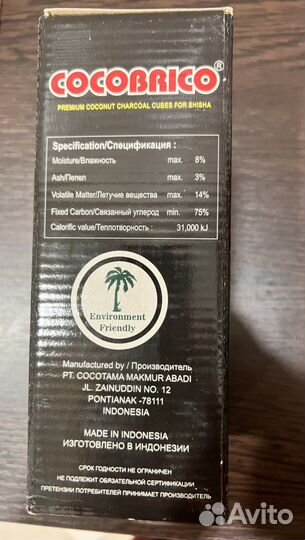 COCOBRICO®
PREMIUM COCONUT CHARCOAL CUBES FOR SHISHA
Specification/Спецификация :
Moisture/Влажность max. 8%
Ash/Пепел max. 3%
Volatile Matter/Летучие вещества max. 14%
Fixed Carbon/Связанный углерод min. 75%
Calorific value/Теплотворность : 31,000 kJ
Environment
Friendly
Manufactured by / Производитель
PT. COCOTAMA MAKMUR ABADI
JL. ZAINUDDIN NO. 12
PONTIANAK -78111
INDONESIA
MADE IN INDONESIA
ИЗГОТОВЛЕНО В ИНДОНЕЗИИ
СРОК ГОДНОСТИ НЕ ОГРАНИЧЕН
НЕ ПОДЛЕЖИТ ОБЯЗАТЕЛЬНОЙ СЕРТИФИКАЦИИ
ПРЕТЕНЗИИ ПОТРЕБИТЕЛЕЙ ПРИНИМАЕТ ПРОИЗВОДИТЕЛЬ
Avito